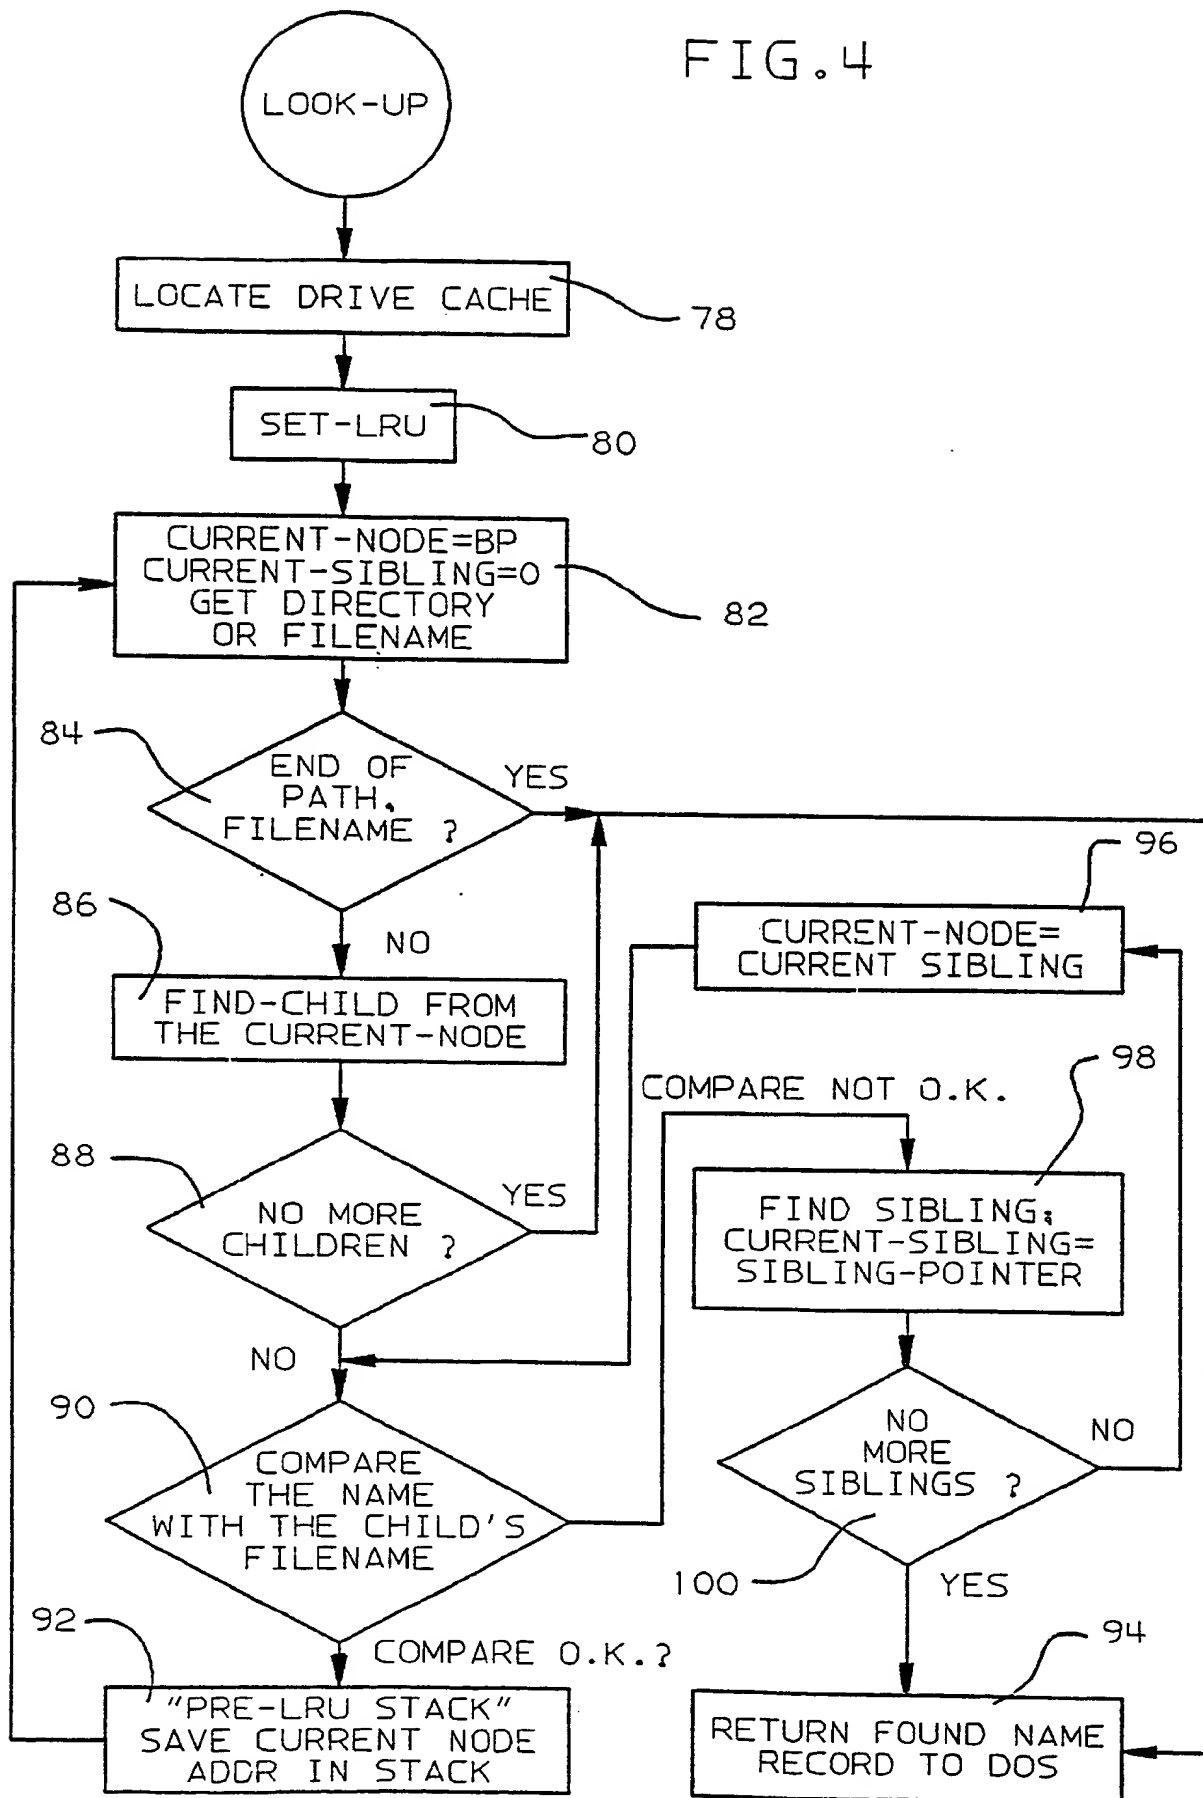 FIG.4
LOOK-UP
LOCATE DRIVE CACHE
78
SET-LRU
80
CURRENT-NODE=BP
CURRENT-SIBLING=0
GET DIRECTORY
OR FILENAME
82
84
END OF
PATH,
FILENAME ?
YES
NO
86
FIND-CHILD FROM
THE CURRENT-NODE
88
NO MORE
CHILDREN ?
YES
NO
90
COMPARE
THE NAME
WITH THE CHILD'S
FILENAME
COMPARE O.K.?
92
"PRE-LRU STACK"
SAVE CURRENT NODE
ADDR IN STACK
96
CURRENT-NODE=
CURRENT SIBLING
COMPARE NOT O.K.
98
FIND SIBLING;
CURRENT-SIBLING=
SIBLING-POINTER
NO
MORE
SIBLINGS ?
NO
100
YES
94
RETURN FOUND NAME
RECORD TO DOS